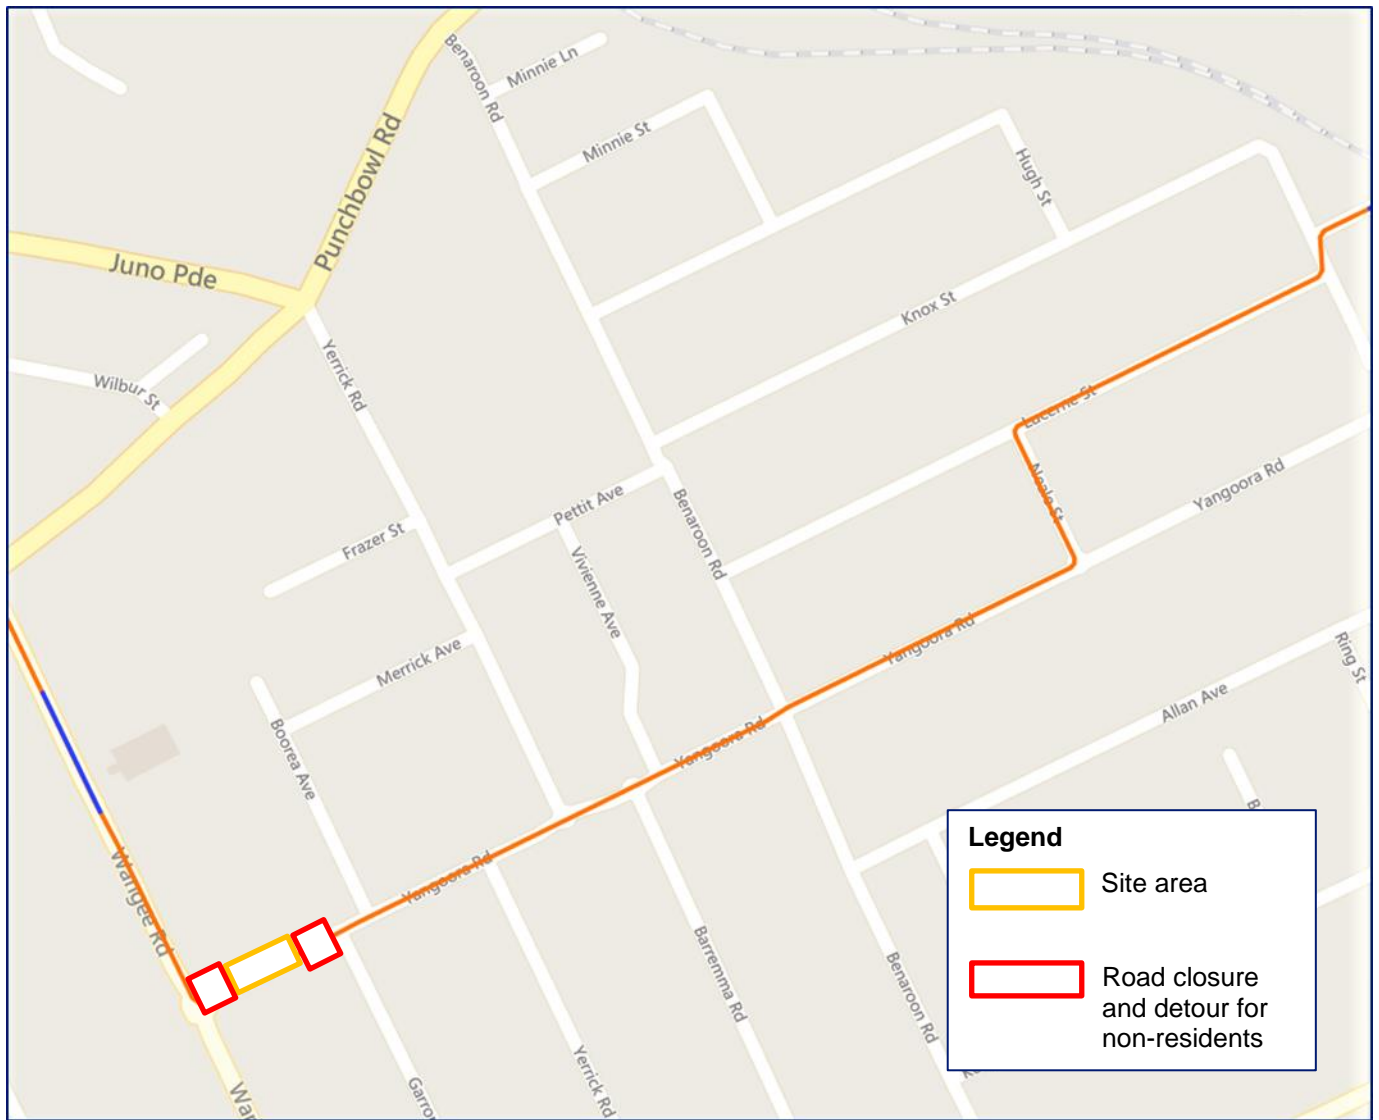 Benaroon Rd
Minnie Ln
Minnie St
Punchbowl Rd
Hugh St
Juno Pde
Knox St
Yerrick Rd
Wilbur St
Lucerne St
Pettit Ave
Benaroon Rd
Neale St
Yangoora Rd
Frazer St
Vivienne Ave
Merrick Ave
Yangoora Rd
Ring St
Allan Ave
Boorea Ave
Yangoora Rd
Wangee Rd
Yangoora Rd
Barremma Rd
Benaroon Rd
Yerrick Rd
Legend
Site area
Road closure
and detour for
non-residents